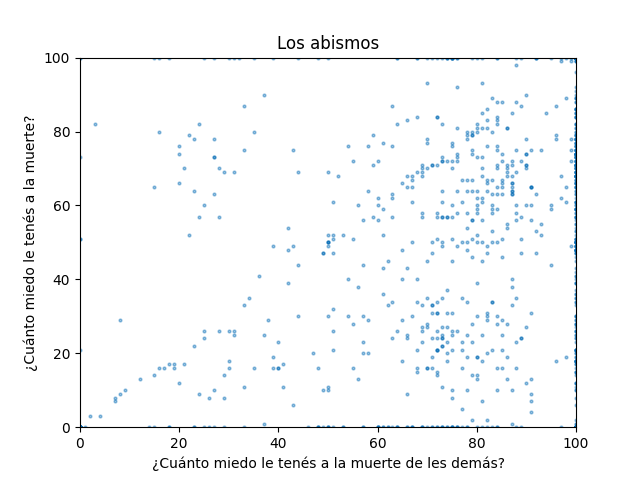 Los abismos
100
80
60
40
20
0
¿Cuánto miedo le tenés a la muerte?
0 20 40 60 80 100
¿Cuánto miedo le tenés a la muerte de les demás?